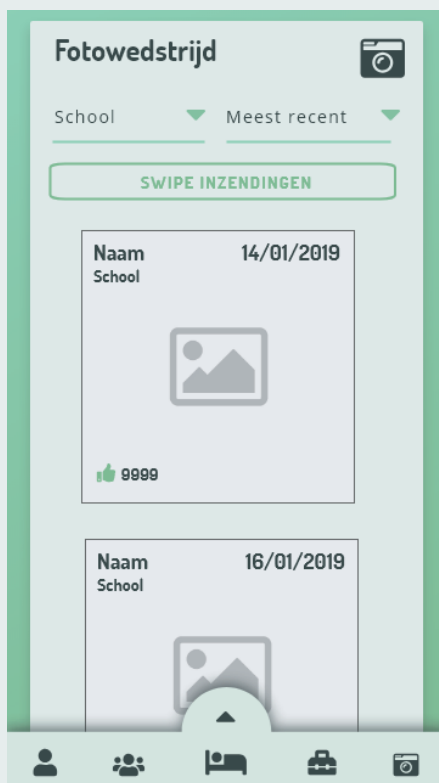 Fotowedstrijd
School Meest recent
SWIPE INZENDINGEN
Naam 14/01/2019
School
9999
Naam 16/01/2019
School